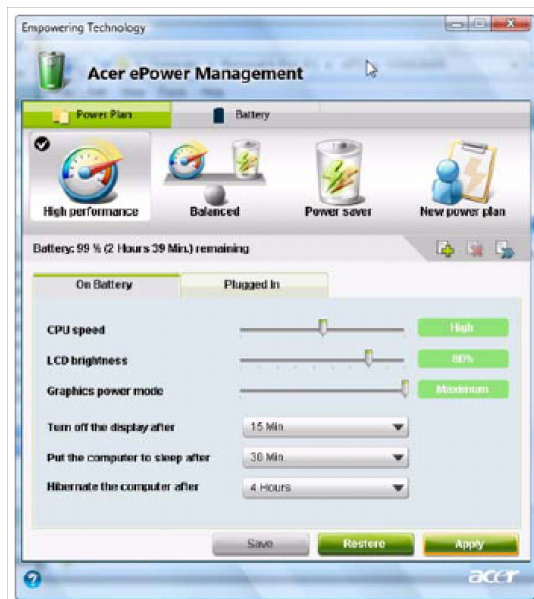 Empowering Technology
Acer ePower Management
Power Plan Battery
High performance Balanced Power saver New power plan
Battery: 99 % (2 Hours 39 Min.) remaining
On Battery Plugged In
CPU speed High
LCD brightness 80%
Graphics power mode Maximum
Turn off the display after 15 Min
Put the computer to sleep after 30 Min
Hibernate the computer after 4 Hours
Save Restore Apply
? acer